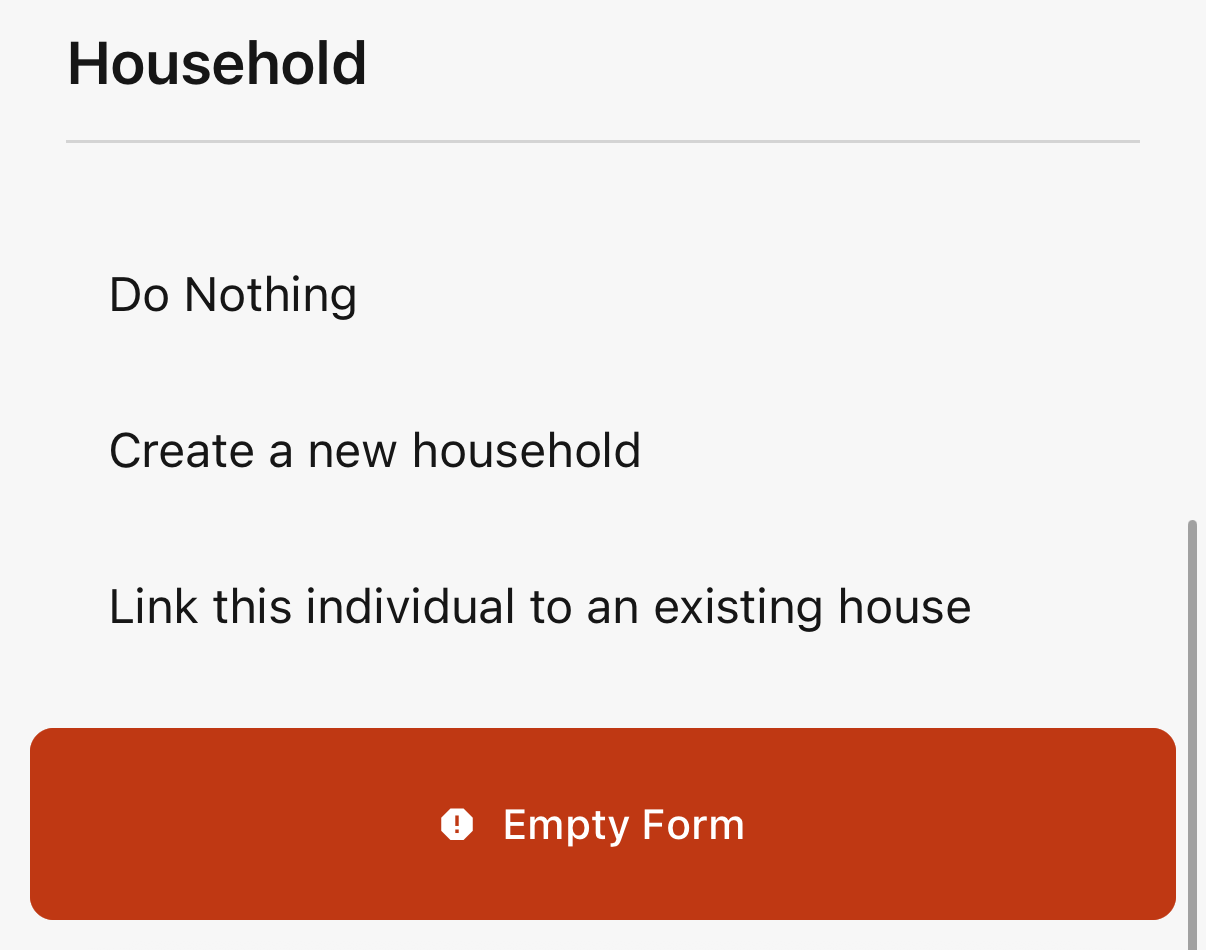 Household
Do Nothing
Create a new household
Link this individual to an existing house
Empty Form